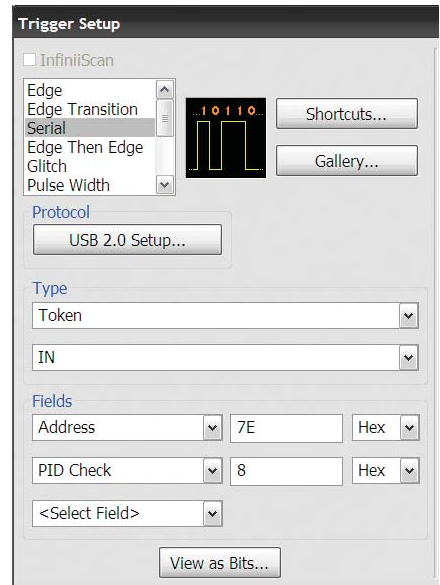 Trigger Setup
InfiniiScan
Edge
Edge Transition
Serial
Edge Then Edge
Glitch
Pulse Width
...10110...
Shortcuts...
Gallery...
Protocol
USB 2.0 Setup...
Type
Token
IN
Fields
Address 7E Hex
PID Check 8 Hex
<Select Field>
View as Bits...